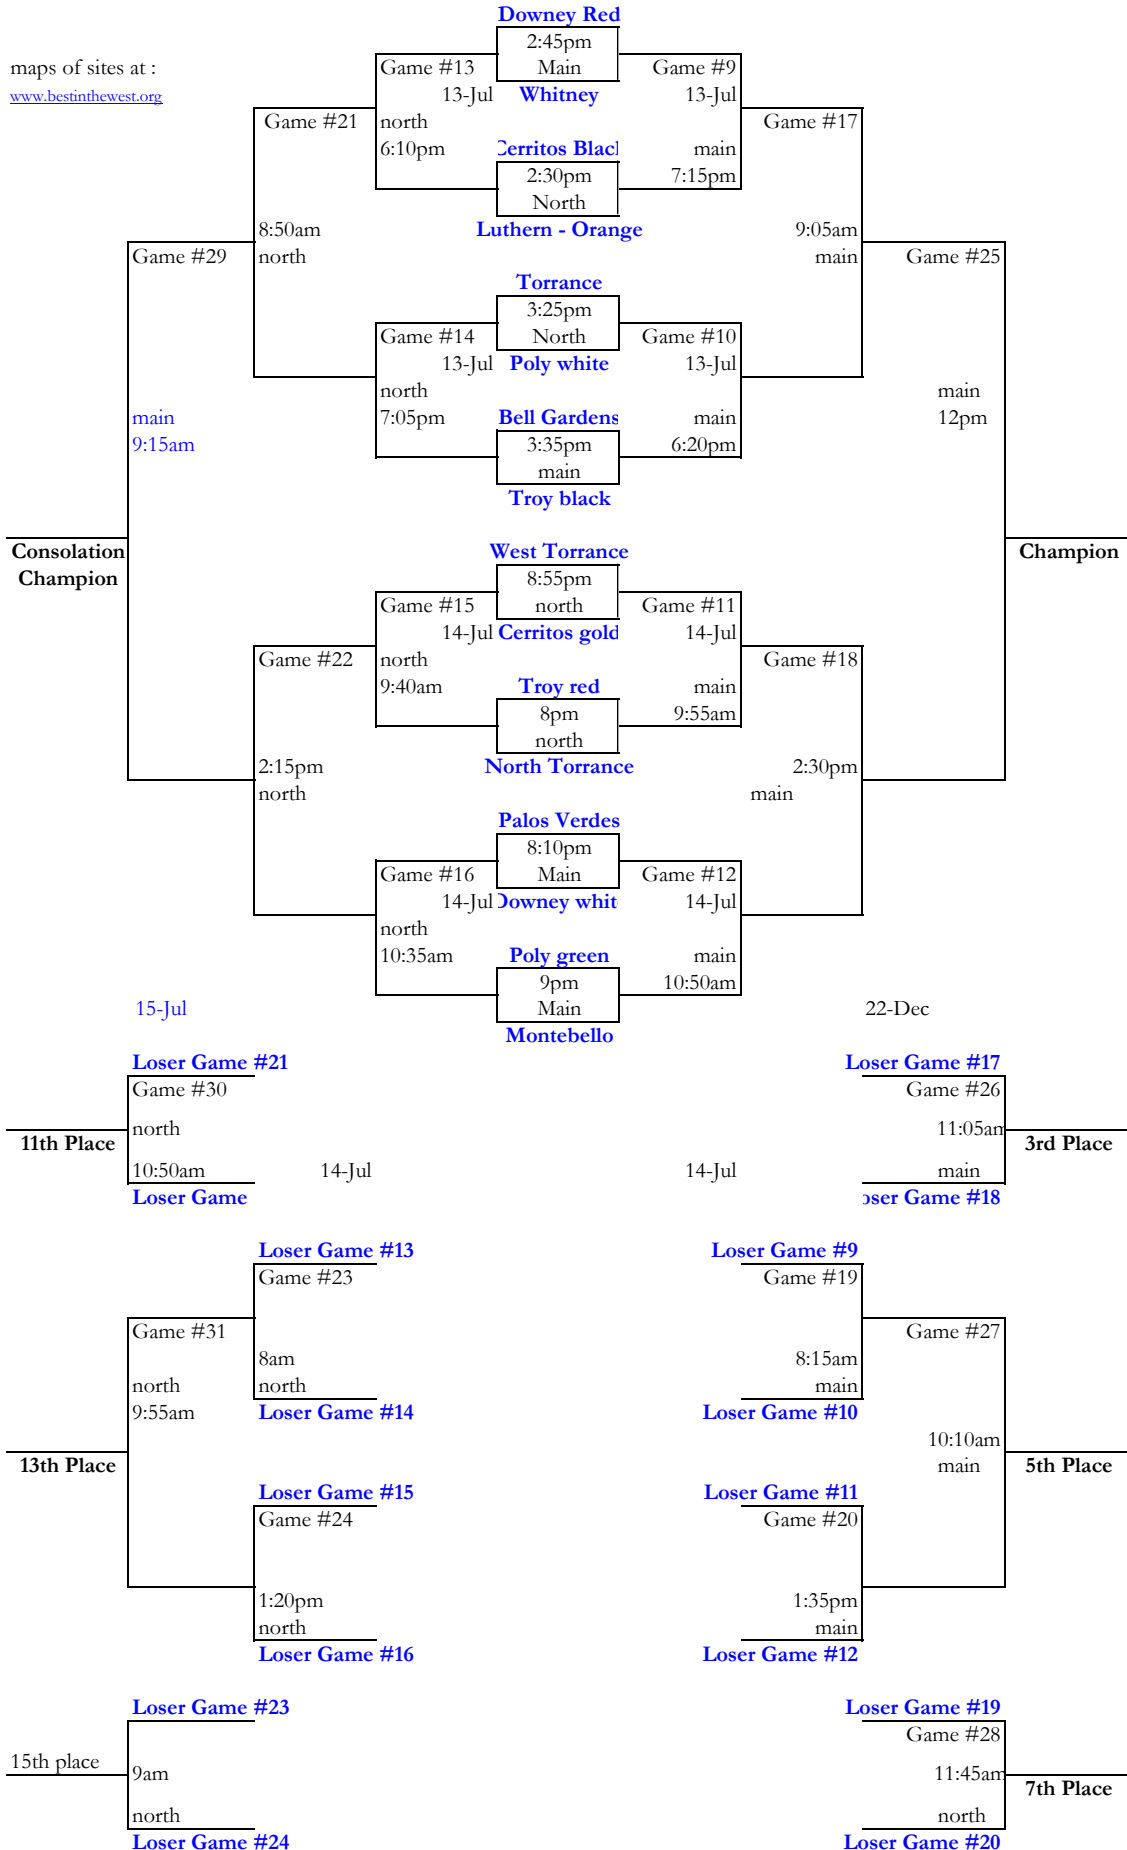 Downey Red
2:45pm
maps of sites at :
Game #13
Main
Game #9
www.bestinthewest.org
13-Jul
Whitney
13-Jul
Game #21
north
Game #17
6:10pm
Cerritos Blac
main
2:30pm
7:15pm
North
8:50am
Luthern - Orange
9:05am
Game #29
north
main
Game #25
Torrance
3:25pm
Game #14
North
Game #10
13-Jul
Poly white
13-Jul
north
main
main
7:05pm
Bell Gardens
main
12pm
9:15am
3:35pm
6:20pm
main
Troy black
Consolation
West Torrance
Champion
Champion
8:55pm
Game #15
north
Game #11
14-Jul
Cerritos gold
14-Jul
Game #22
north
Game #18
9:40am
Troy red
main
8pm
9:55am
north
2:15pm
North Torrance
2:30pm
north
main
Palos Verdes
8:10pm
Game #16
Main
Game #12
14-Jul
Downey whit
14-Jul
north
10:35am
Poly green
main
9pm
10:50am
15-Jul
Main
22-Dec
Montebello
Loser Game #21
Loser Game #17
Game #30
Game #26
north
11:05am
11th Place
3rd Place
10:50am
14-Jul
14-Jul
main
Loser Game
oser Game #18
Loser Game #13
Loser Game #9
Game #23
Game #19
Game #31
Game #27
8am
8:15am
north
north
main
9:55am
Loser Game #14
Loser Game #10
10:10am
13th Place
main
5th Place
Loser Game #15
Loser Game #11
Game #24
Game #20
1:20pm
1:35pm
north
main
Loser Game #16
Loser Game #12
Loser Game #23
Loser Game #19
Game #28
15th place
9am
11:45am
7th Place
north
north
Loser Game #24
Loser Game #20